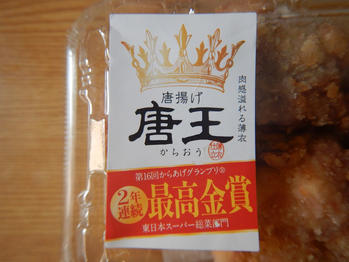 唐揚げ
唐王
からおう
肉感溢れる薄衣
第16回からあげグランプリ®
2年連続
最高金賞
東日本スーパー総菜部門